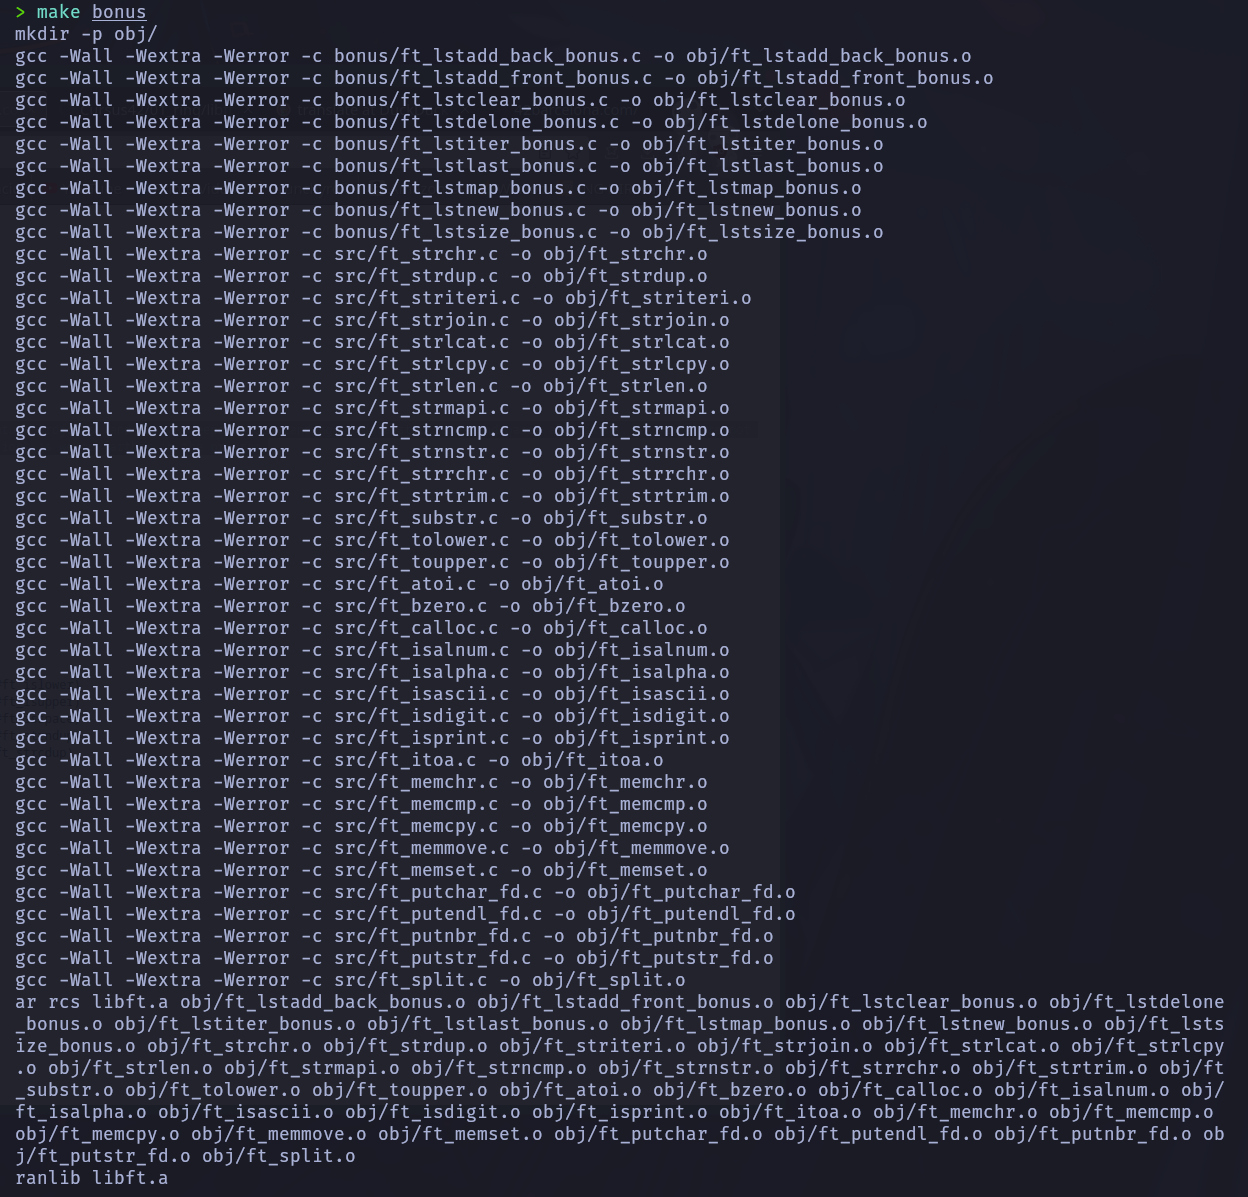 > make bonus
mkdir -p obj/
gcc -Wall -Wextra -Werror -c bonus/ft_lstadd_back_bonus.c -o obj/ft_lstadd_back_bonus.o
gcc -Wall -Wextra -Werror -c bonus/ft_lstadd_front_bonus.c -o obj/ft_lstadd_front_bonus.o
gcc -Wall -Wextra -Werror -c bonus/ft_lstclear_bonus.c -o obj/ft_lstclear_bonus.o
gcc -Wall -Wextra -Werror -c bonus/ft_lstdelone_bonus.c -o obj/ft_lstdelone_bonus.o
gcc -Wall -Wextra -Werror -c bonus/ft_lstiter_bonus.c -o obj/ft_lstiter_bonus.o
gcc -Wall -Wextra -Werror -c bonus/ft_lstlast_bonus.c -o obj/ft_lstlast_bonus.o
gcc -Wall -Wextra -Werror -c bonus/ft_lstmap_bonus.c -o obj/ft_lstmap_bonus.o
gcc -Wall -Wextra -Werror -c bonus/ft_lstnew_bonus.c -o obj/ft_lstnew_bonus.o
gcc -Wall -Wextra -Werror -c bonus/ft_lstsize_bonus.c -o obj/ft_lstsize_bonus.o
gcc -Wall -Wextra -Werror -c src/ft_strchr.c -o obj/ft_strchr.o
gcc -Wall -Wextra -Werror -c src/ft_strdup.c -o obj/ft_strdup.o
gcc -Wall -Wextra -Werror -c src/ft_striteri.c -o obj/ft_striteri.o
gcc -Wall -Wextra -Werror -c src/ft_strjoin.c -o obj/ft_strjoin.o
gcc -Wall -Wextra -Werror -c src/ft_strlcat.c -o obj/ft_strlcat.o
gcc -Wall -Wextra -Werror -c src/ft_strlcpy.c -o obj/ft_strlcpy.o
gcc -Wall -Wextra -Werror -c src/ft_strlen.c -o obj/ft_strlen.o
gcc -Wall -Wextra -Werror -c src/ft_strmapi.c -o obj/ft_strmapi.o
gcc -Wall -Wextra -Werror -c src/ft_strncmp.c -o obj/ft_strncmp.o
gcc -Wall -Wextra -Werror -c src/ft_strnstr.c -o obj/ft_strnstr.o
gcc -Wall -Wextra -Werror -c src/ft_strrchr.c -o obj/ft_strrchr.o
gcc -Wall -Wextra -Werror -c src/ft_strtrim.c -o obj/ft_strtrim.o
gcc -Wall -Wextra -Werror -c src/ft_substr.c -o obj/ft_substr.o
gcc -Wall -Wextra -Werror -c src/ft_tolower.c -o obj/ft_tolower.o
gcc -Wall -Wextra -Werror -c src/ft_toupper.c -o obj/ft_toupper.o
gcc -Wall -Wextra -Werror -c src/ft_atoi.c -o obj/ft_atoi.o
gcc -Wall -Wextra -Werror -c src/ft_bzero.c -o obj/ft_bzero.o
gcc -Wall -Wextra -Werror -c src/ft_calloc.c -o obj/ft_calloc.o
gcc -Wall -Wextra -Werror -c src/ft_isalnum.c -o obj/ft_isalnum.o
gcc -Wall -Wextra -Werror -c src/ft_isalpha.c -o obj/ft_isalpha.o
gcc -Wall -Wextra -Werror -c src/ft_isascii.c -o obj/ft_isascii.o
gcc -Wall -Wextra -Werror -c src/ft_isdigit.c -o obj/ft_isdigit.o
gcc -Wall -Wextra -Werror -c src/ft_isprint.c -o obj/ft_isprint.o
gcc -Wall -Wextra -Werror -c src/ft_itoa.c -o obj/ft_itoa.o
gcc -Wall -Wextra -Werror -c src/ft_memchr.c -o obj/ft_memchr.o
gcc -Wall -Wextra -Werror -c src/ft_memcmp.c -o obj/ft_memcmp.o
gcc -Wall -Wextra -Werror -c src/ft_memcpy.c -o obj/ft_memcpy.o
gcc -Wall -Wextra -Werror -c src/ft_memmove.c -o obj/ft_memmove.o
gcc -Wall -Wextra -Werror -c src/ft_memset.c -o obj/ft_memset.o
gcc -Wall -Wextra -Werror -c src/ft_putchar_fd.c -o obj/ft_putchar_fd.o
gcc -Wall -Wextra -Werror -c src/ft_putendl_fd.c -o obj/ft_putendl_fd.o
gcc -Wall -Wextra -Werror -c src/ft_putnbr_fd.c -o obj/ft_putnbr_fd.o
gcc -Wall -Wextra -Werror -c src/ft_putstr_fd.c -o obj/ft_putstr_fd.o
gcc -Wall -Wextra -Werror -c src/ft_split.c -o obj/ft_split.o
ar rcs libft.a obj/ft_lstadd_back_bonus.o obj/ft_lstadd_front_bonus.o obj/ft_lstclear_bonus.o obj/ft_lstdelone
_bonus.o obj/ft_lstiter_bonus.o obj/ft_lstlast_bonus.o obj/ft_lstmap_bonus.o obj/ft_lstnew_bonus.o obj/ft_lsts
ize_bonus.o obj/ft_strchr.o obj/ft_strdup.o obj/ft_striteri.o obj/ft_strjoin.o obj/ft_strlcat.o obj/ft_strlcpy
.o obj/ft_strlen.o obj/ft_strmapi.o obj/ft_strncmp.o obj/ft_strnstr.o obj/ft_strrchr.o obj/ft_strtrim.o obj/ft
_substr.o obj/ft_tolower.o obj/ft_toupper.o obj/ft_atoi.o obj/ft_bzero.o obj/ft_calloc.o obj/ft_isalnum.o obj/
ft_isalpha.o obj/ft_isascii.o obj/ft_isdigit.o obj/ft_isprint.o obj/ft_itoa.o obj/ft_memchr.o obj/ft_memcmp.o
obj/ft_memcpy.o obj/ft_memmove.o obj/ft_memset.o obj/ft_putchar_fd.o obj/ft_putendl_fd.o obj/ft_putnbr_fd.o ob
j/ft_putstr_fd.o obj/ft_split.o
ranlib libft.a